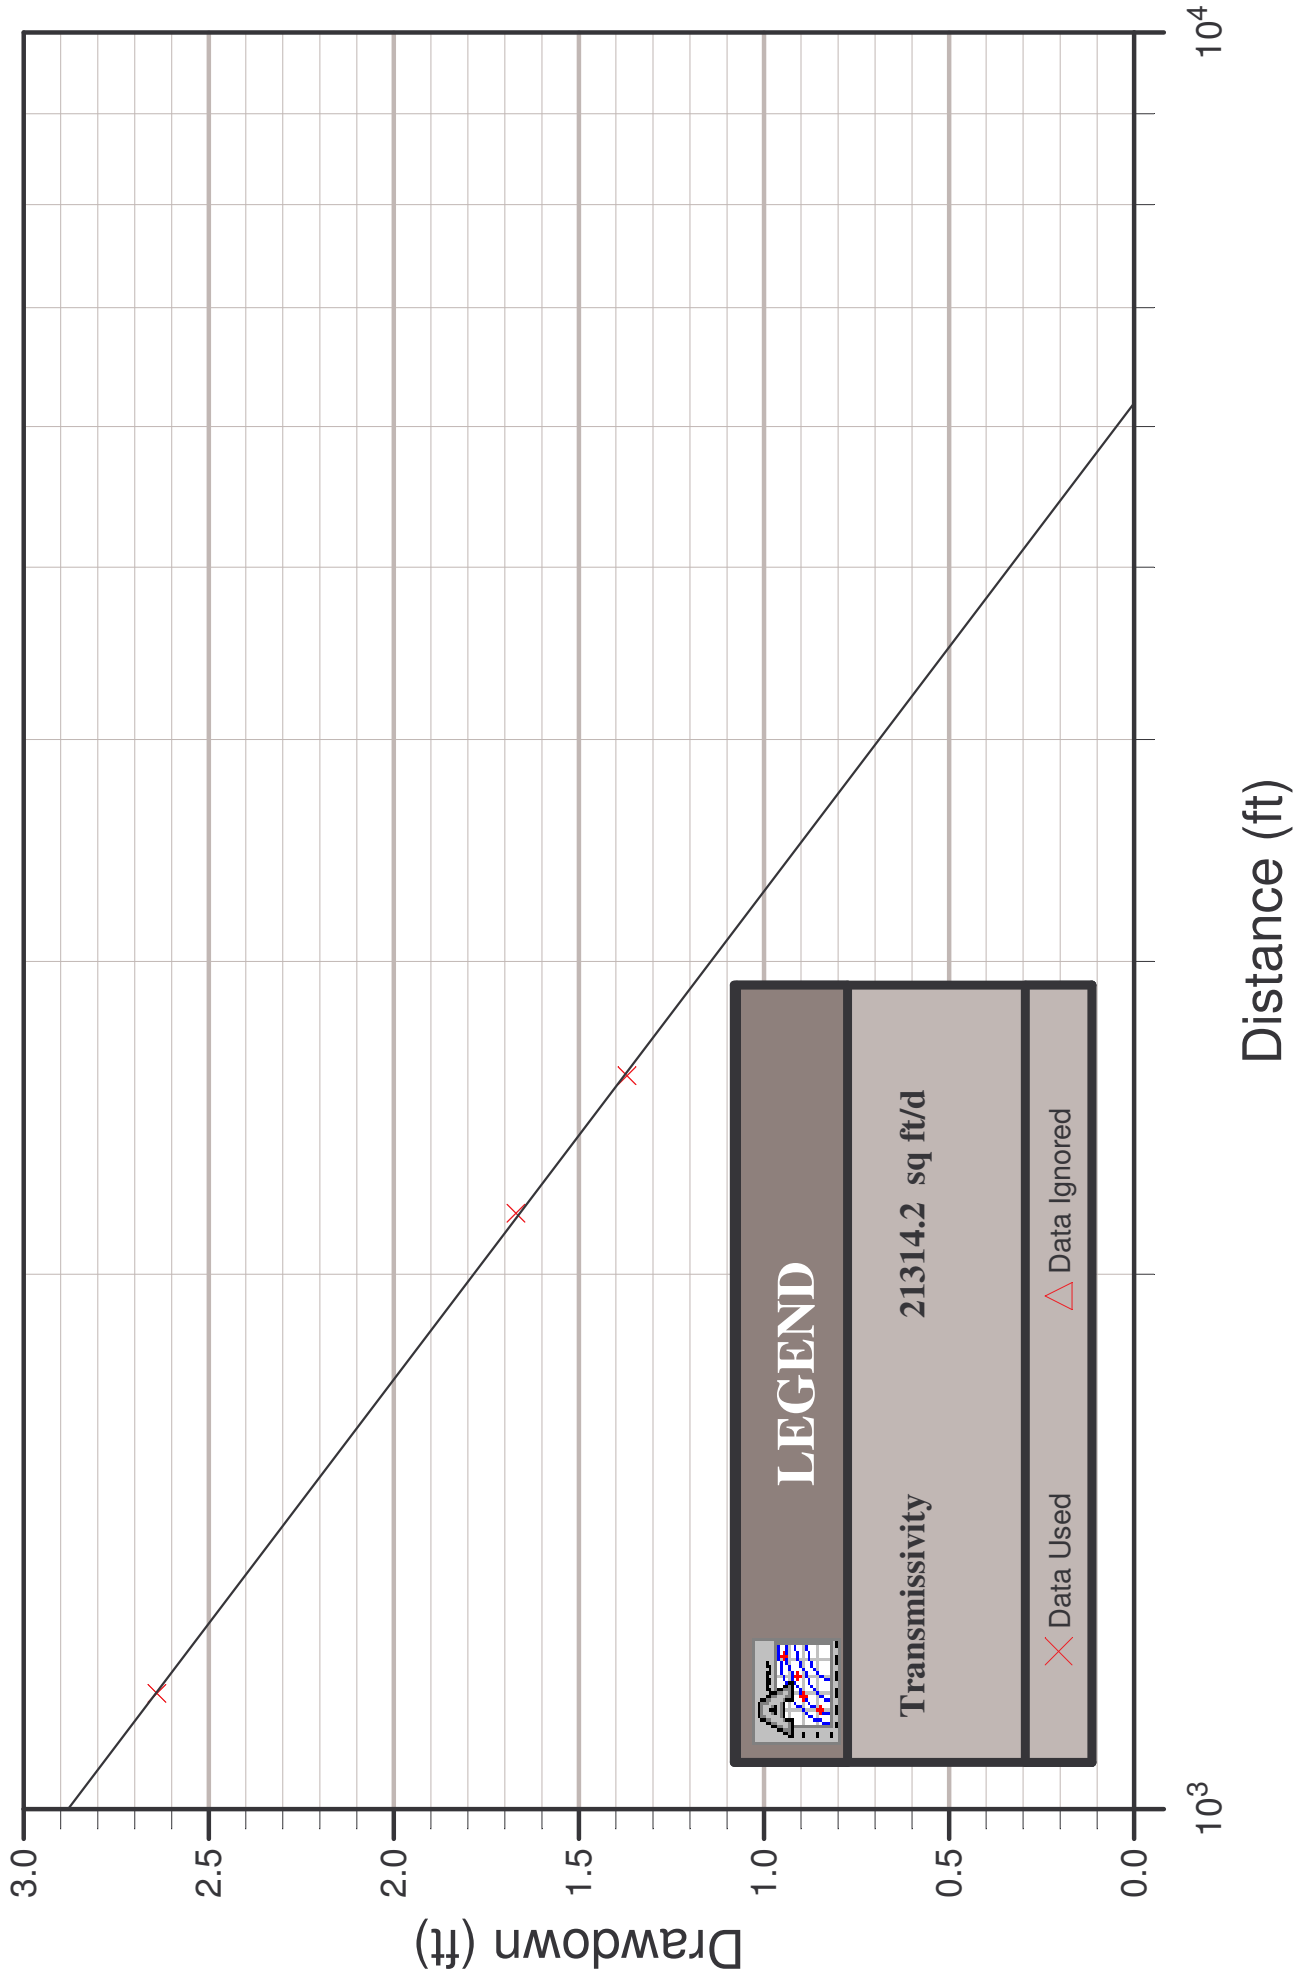 Drawdown (ft)
3.0
2.5
2.0
1.5
1.0
0.5
0.0
LEGEND
Transmissivity 21314.2 sq ft/d
Data Used Data Ignored
10³ 10⁴
Distance (ft)